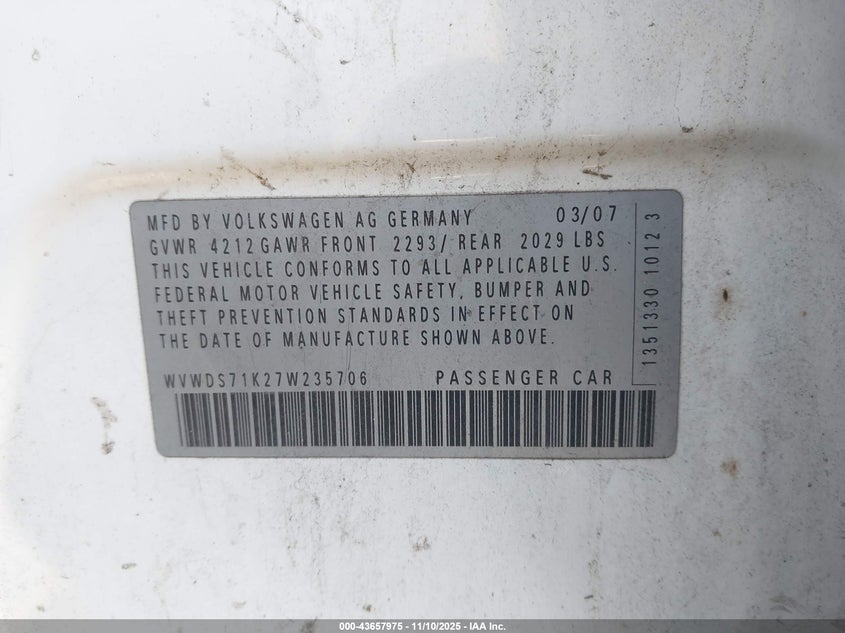 MFD BY VOLKSWAGEN AG GERMANY 03/07
GVWR 4212 GAWR FRONT 2293/ REAR 2029 LBS
THIS VEHICLE CONFORMS TO ALL APPLICABLE U.S.
FEDERAL MOTOR VEHICLE SAFETY, BUMPER AND
THEFT PREVENTION STANDARDS IN EFFECT ON
THE DATE OF MANUFACTURE SHOWN ABOVE.
WVWDS71K27W235706 PASSENGER CAR
1351330 10123
000-43657975 - 11/10/2025 - IAA Inc.